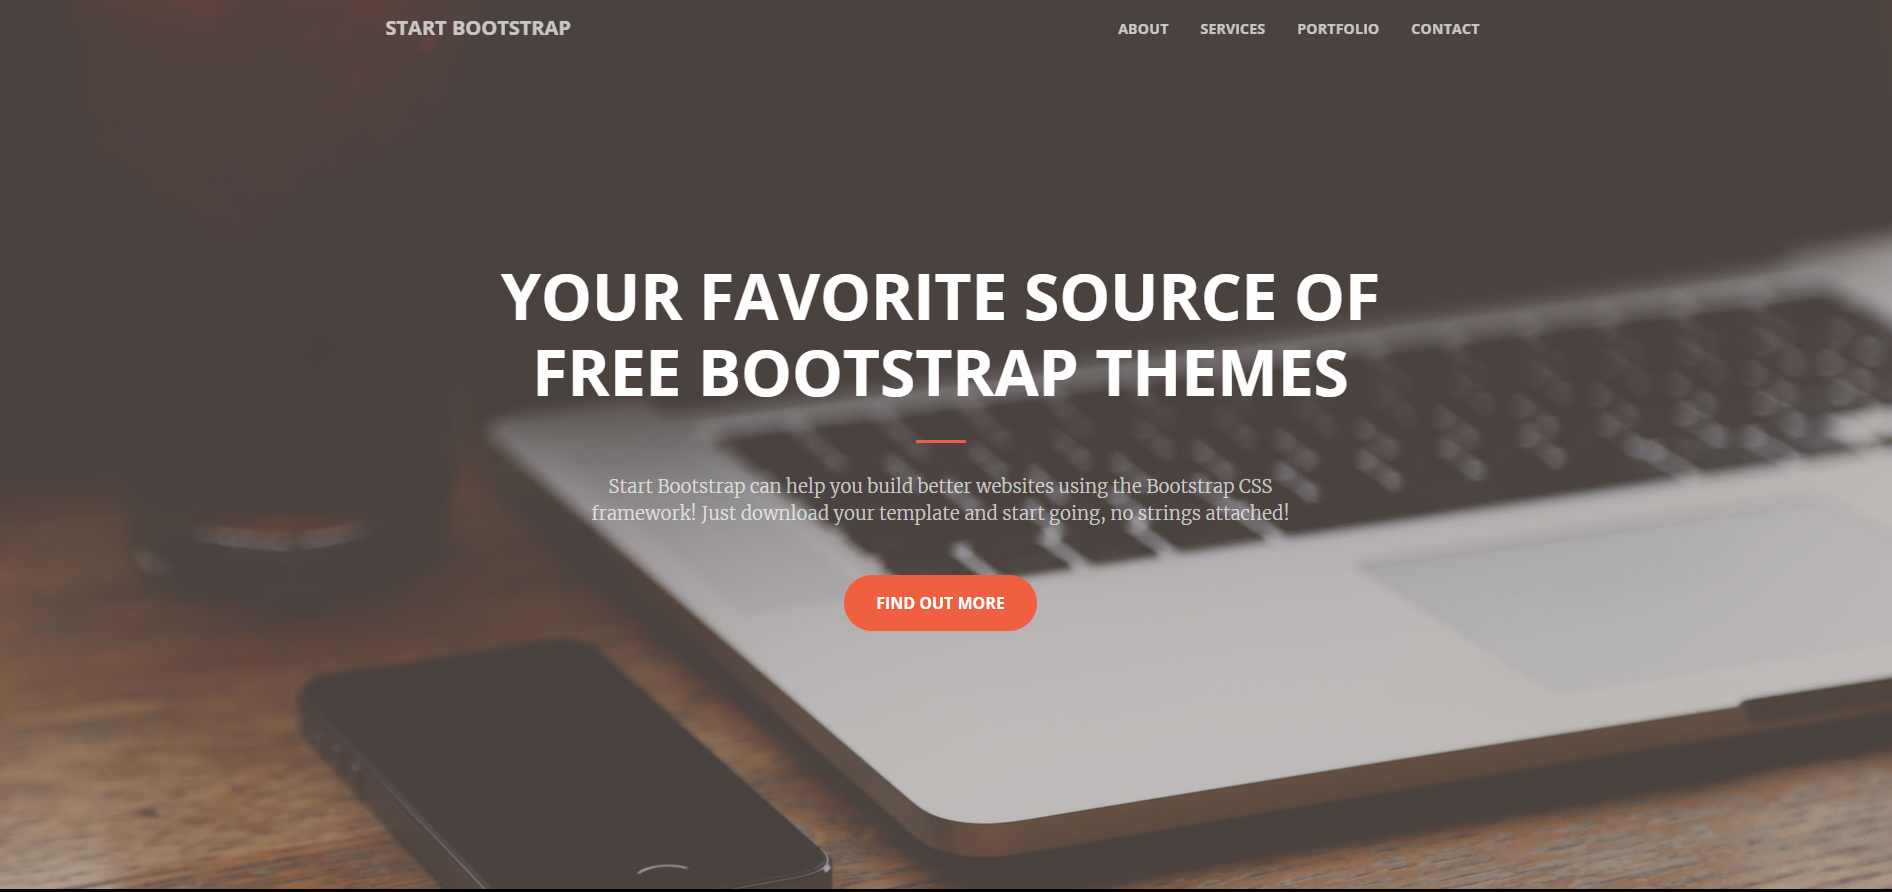 START BOOTSTRAP
ABOUT SERVICES PORTFOLIO CONTACT
YOUR FAVORITE SOURCE OF
FREE BOOTSTRAP THEMES
Start Bootstrap can help you build better websites using the Bootstrap CSS
framework! Just download your template and start going, no strings attached!
FIND OUT MORE